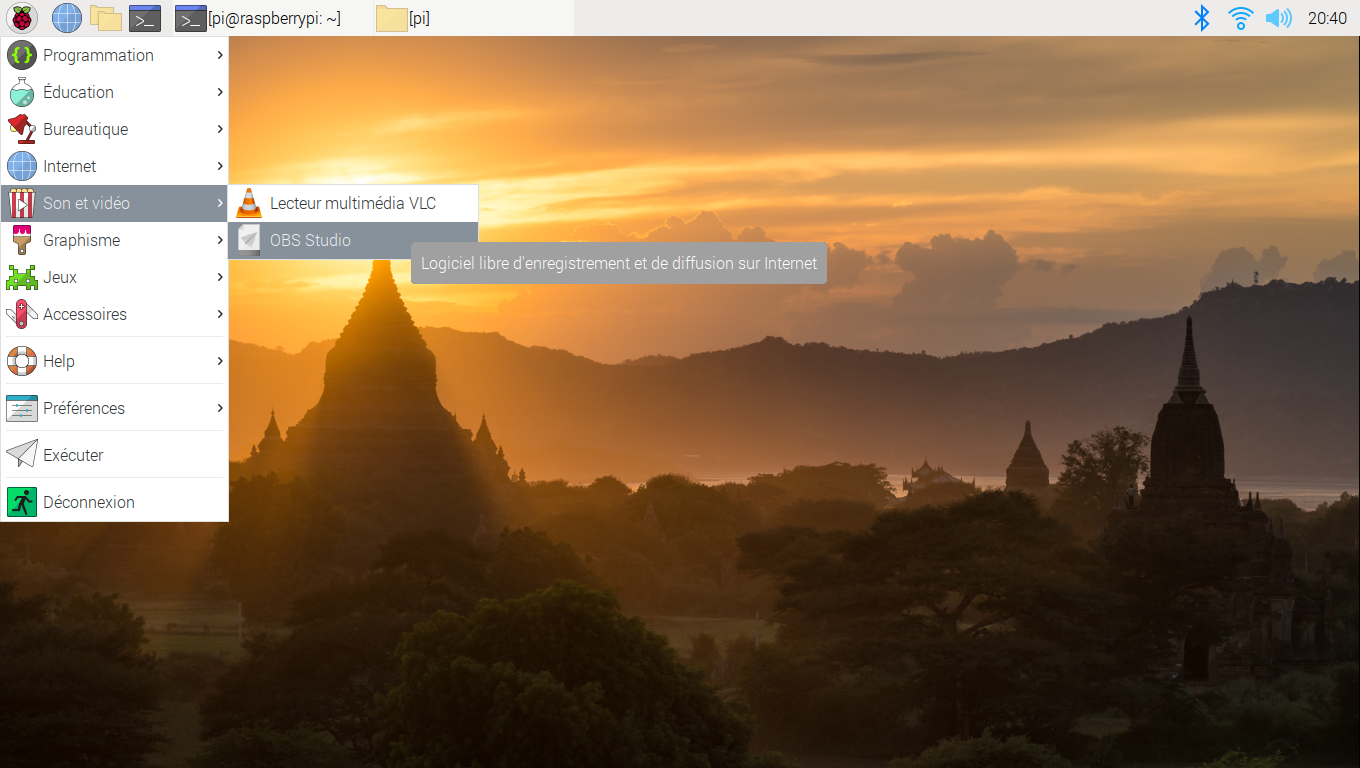 [pi@raspberrypi: ~]
[pi]
20:40
Programmation
Éducation
Bureautique
Internet
Son et vidéo
Lecteur multimédia VLC
Graphisme
OBS Studio
Logiciel libre d'enregistrement et de diffusion sur Internet
Jeux
Accessoires
Help
Préférences
Exécuter
Déconnexion